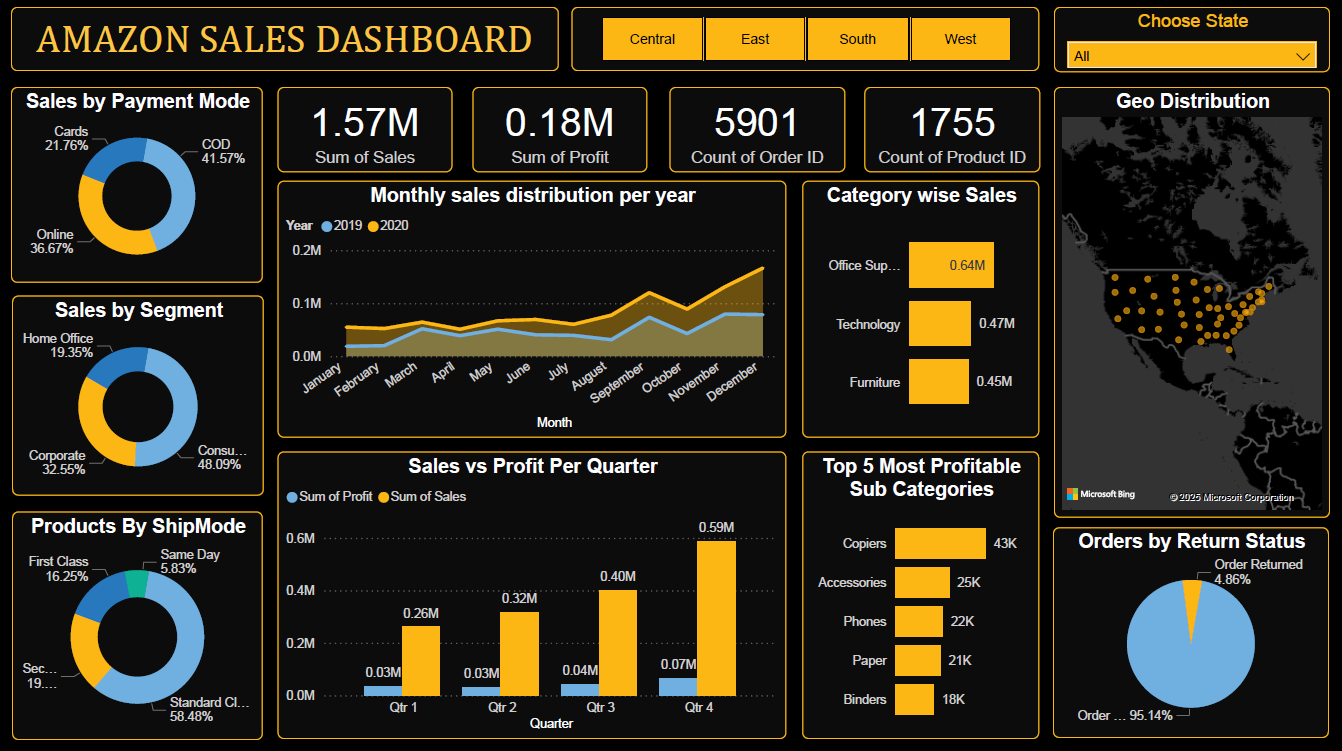 AMAZON SALES DASHBOARD
Central
East
South
West
Choose State
All
Sales by Payment Mode
Cards
21.76%
COD
41.57%
Online
36.67%
1.57M
Sum of Sales
0.18M
Sum of Profit
5901
Count of Order ID
1755
Count of Product ID
Geo Distribution
Microsoft Bing
© 2025 Microsoft Corporation
Monthly sales distribution per year
Year 2019 2020
0.2M
0.1M
0.0M
January
February
March
April
May
June
July
August
September
October
November
December
Month
Category wise Sales
Office Sup... 0.64M
Technology 0.47M
Furniture 0.45M
Sales by Segment
Home Office
19.35%
Corporate
32.55%
Consu...
48.09%
Sales vs Profit Per Quarter
Sum of Profit Sum of Sales
0.6M
0.4M
0.2M
0.0M
0.03M
0.26M
0.03M
0.32M
0.04M
0.40M
0.07M
0.59M
Qtr 1
Qtr 2
Qtr 3
Qtr 4
Quarter
Top 5 Most Profitable
Sub Categories
Copiers 43K
Accessories 25K
Phones 22K
Paper 21K
Binders 18K
Products By ShipMode
First Class
16.25%
Same Day
5.83%
Sec...
19....
Standard Cl...
58.48%
Orders by Return Status
Order Returned
4.86%
Order ... 95.14%